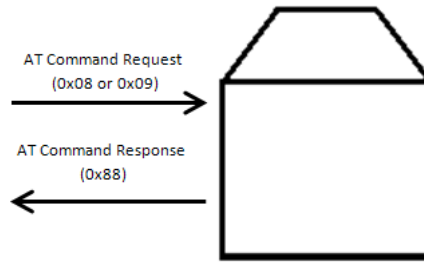 AT Command Request
(0x08 or 0x09)
AT Command Response
(0x88)